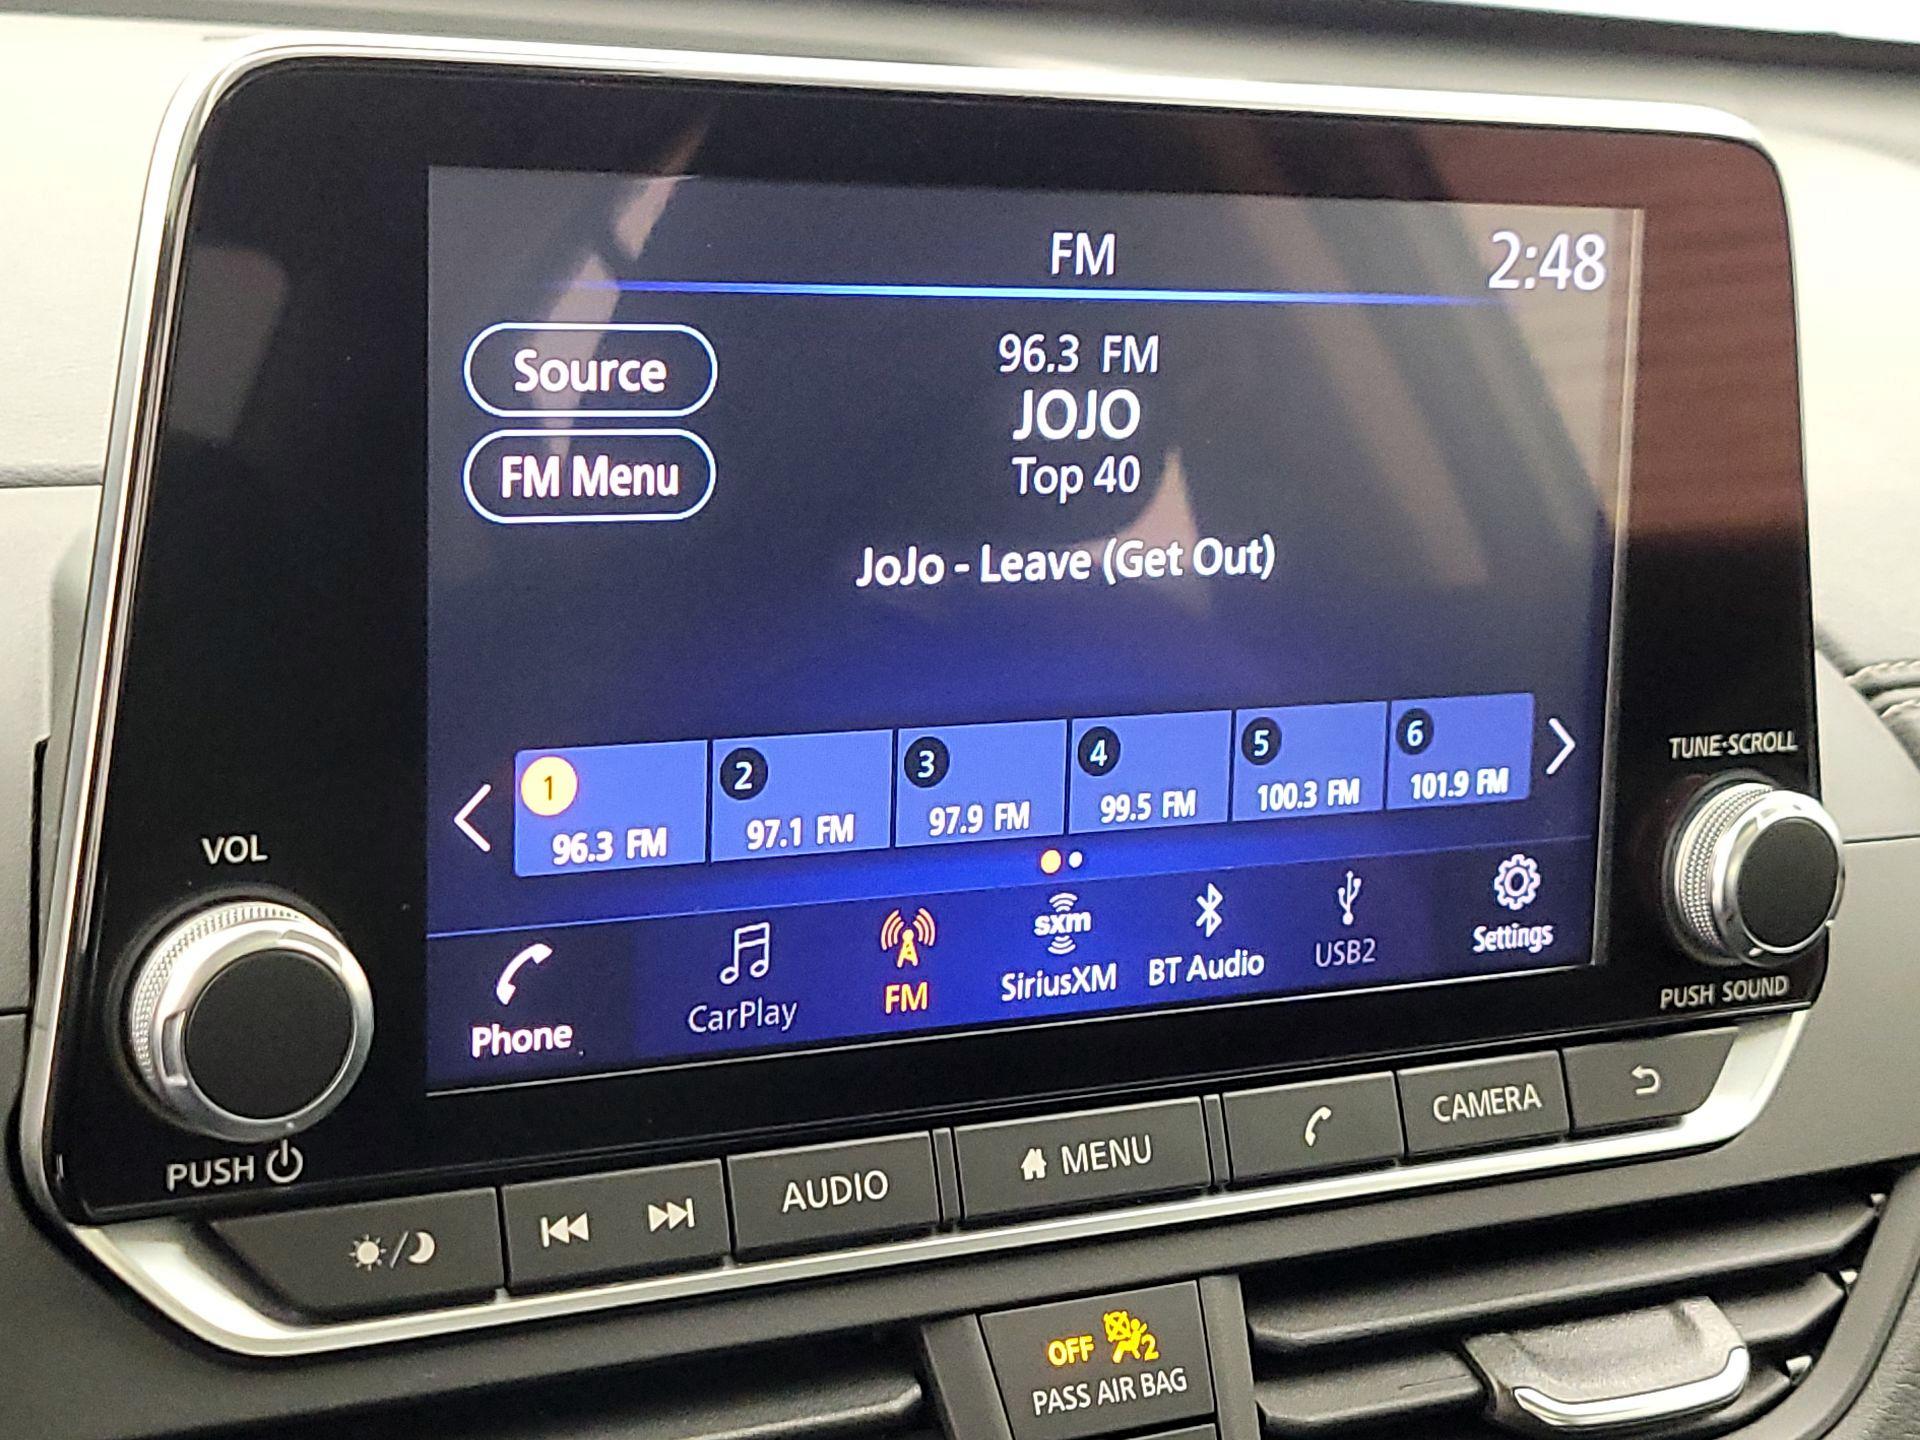 FM
2:48
Source
96.3 FM
JOJO
FM Menu
Top 40
JoJo - Leave (Get Out)
1
96.3 FM
2
97.1 FM
3
97.9 FM
4
99.5 FM
5
100.3 FM
6
101.9 FM
TUNE·SCROLL
VOL
Phone
CarPlay
FM
sxm
SiriusXM
BT Audio
USB2
Settings
PUSH SOUND
PUSH
AUDIO
MENU
CAMERA
OFF
2
PASS AIR BAG